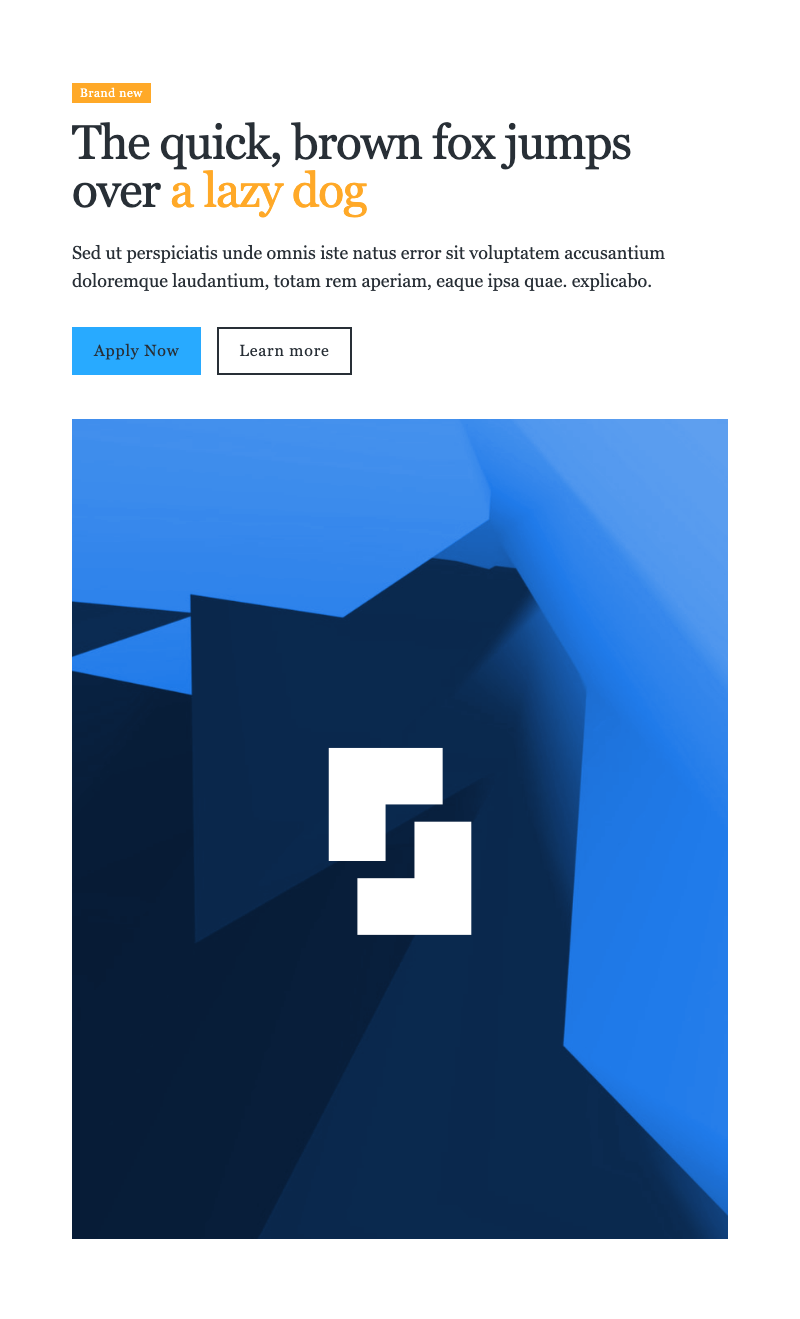 Brand new
The quick, brown fox jumps
over a lazy dog
Sed ut perspiciatis unde omnis iste natus error sit voluptatem accusantium
doloremque laudantium, totam rem aperiam, eaque ipsa quae. explicabo.
Apply Now
Learn more